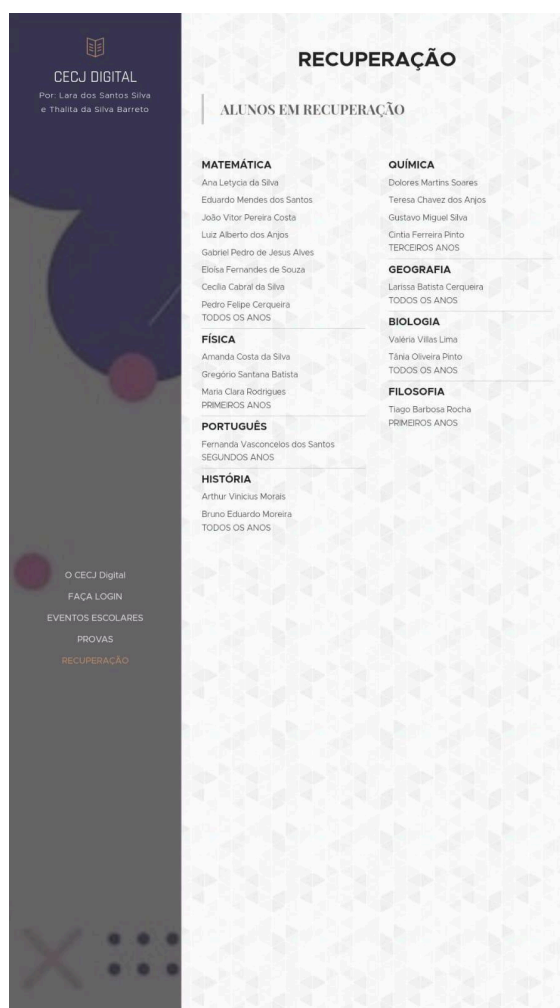 CECJ DIGITAL
Por: Lara dos Santos Silva
e Thalita da Silva Barreto
O CECJ Digital
FAÇA LOGIN
EVENTOS ESCOLARES
PROVAS
RECUPERAÇÃO
RECUPERAÇÃO
ALUNOS EM RECUPERAÇÃO
MATEMÁTICA
Ana Letycia da Silva
Eduardo Mendes dos Santos
João Vitor Pereira Costa
Luiz Alberto dos Anjos
Gabriel Pedro de Jesus Alves
Eloísa Fernandes de Souza
Cecília Cabral da Silva
Pedro Felipe Cerqueira
TODOS OS ANOS
FÍSICA
Amanda Costa da Silva
Gregório Santana Batista
Maria Clara Rodrigues
PRIMEIROS ANOS
PORTUGUÊS
Fernanda Vasconcelos dos Santos
SEGUNDOS ANOS
HISTÓRIA
Arthur Vinicius Morais
Bruno Eduardo Moreira
TODOS OS ANOS
QUÍMICA
Dolores Martins Soares
Teresa Chavez dos Anjos
Gustavo Miguel Silva
Cintia Ferreira Pinto
TERCEIROS ANOS
GEOGRAFIA
Larissa Batista Cerqueira
TODOS OS ANOS
BIOLOGIA
Valéria Villas Lima
Tânia Oliveira Pinto
TODOS OS ANOS
FILOSOFIA
Tiago Barbosa Rocha
PRIMEIROS ANOS